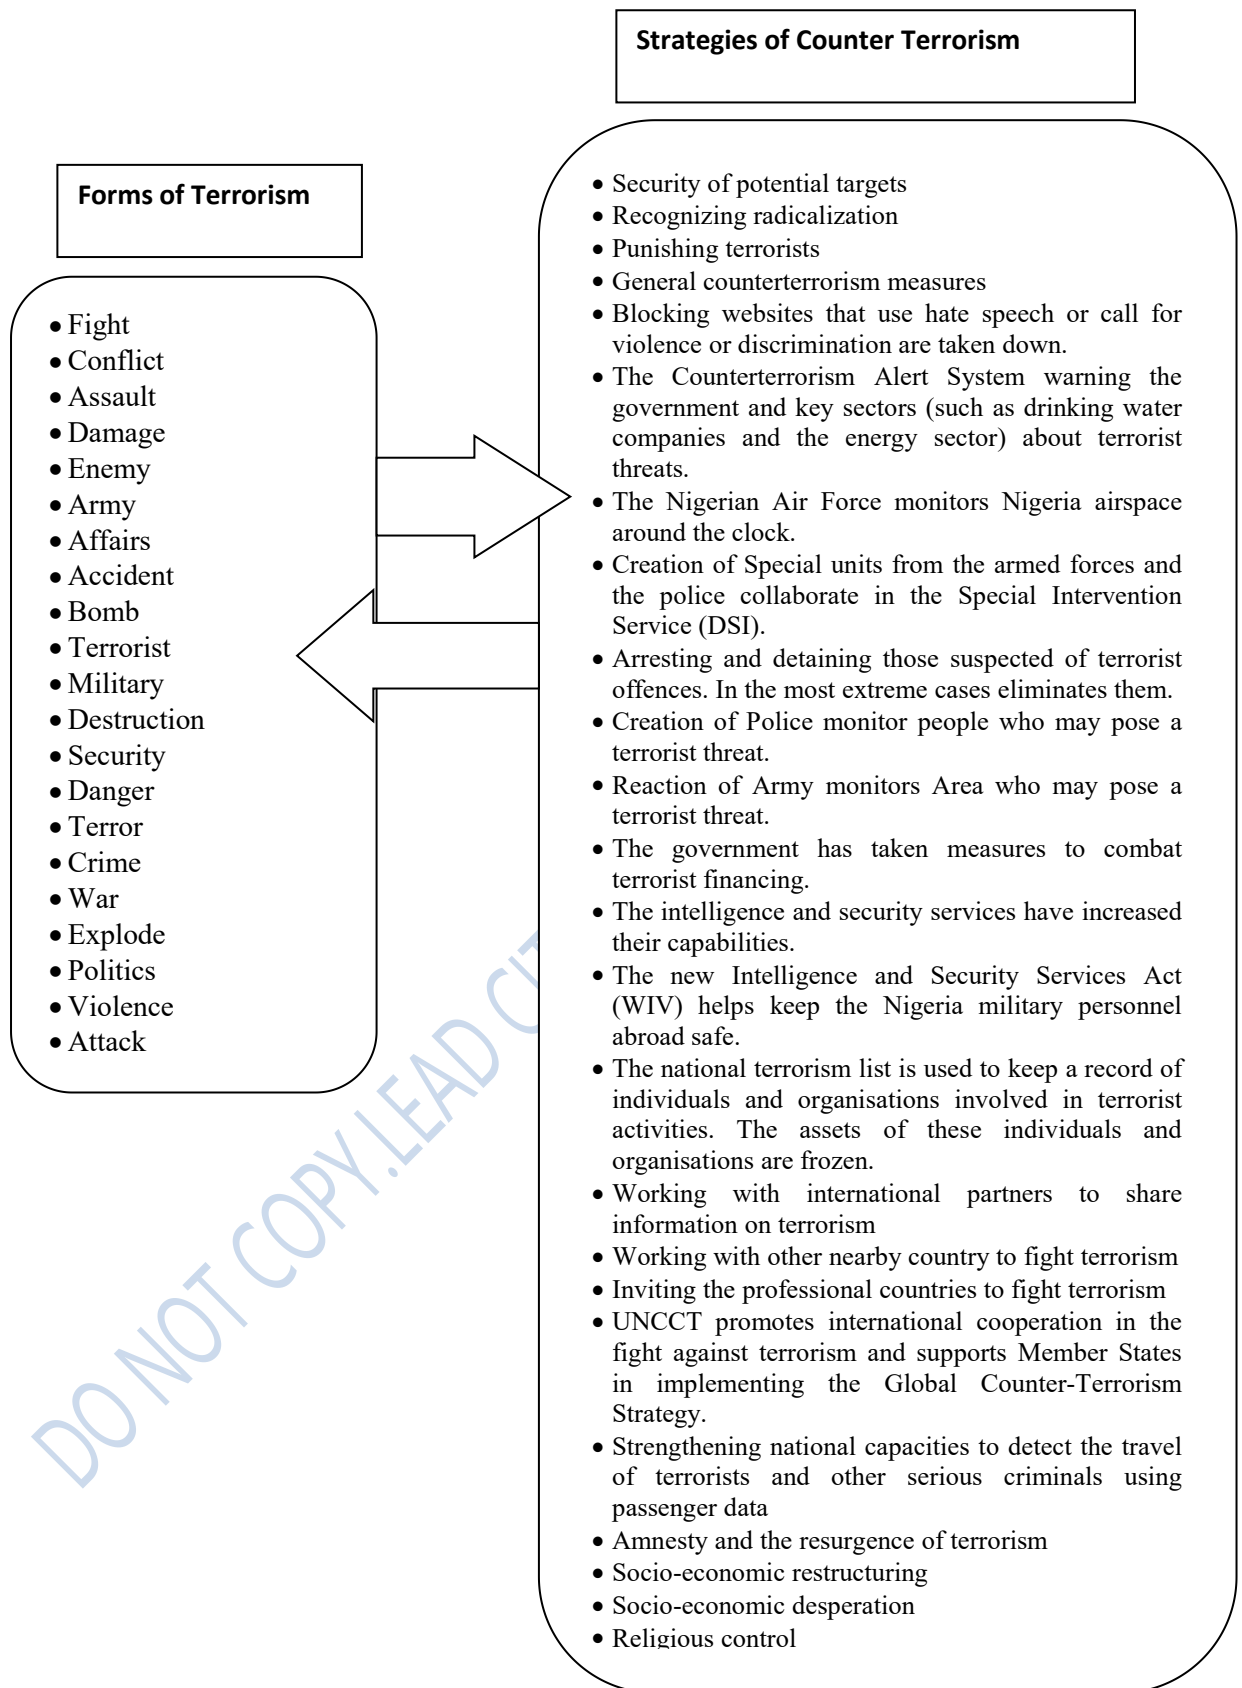 Strategies of Counter Terrorism
Forms of Terrorism
• Fight
• Conflict
• Assault
• Damage
• Enemy
• Army
• Affairs
• Accident
• Bomb
• Terrorist
• Military
• Destruction
• Security
• Danger
• Terror
• Crime
• War
• Explode
• Politics
• Violence
• Attack
• Security of potential targets
• Recognizing radicalization
• Punishing terrorists
• General counterterrorism measures
• Blocking websites that use hate speech or call for
violence or discrimination are taken down.
• The Counterterrorism Alert System warning the
government and key sectors (such as drinking water
companies and the energy sector) about terrorist
threats.
• The Nigerian Air Force monitors Nigeria airspace
around the clock.
• Creation of Special units from the armed forces and
the police collaborate in the Special Intervention
Service (DSI).
• Arresting and detaining those suspected of terrorist
offences. In the most extreme cases eliminates them.
• Creation of Police monitor people who may pose a
terrorist threat.
• Reaction of Army monitors Area who may pose a
terrorist threat.
• The government has taken measures to combat
terrorist financing.
• The intelligence and security services have increased
their capabilities.
• The new Intelligence and Security Services Act
(WIV) helps keep the Nigeria military personnel
abroad safe.
• The national terrorism list is used to keep a record of
individuals and organisations involved in terrorist
activities. The assets of these individuals and
organisations are frozen.
• Working with international partners to share
information on terrorism
• Working with other nearby country to fight terrorism
• Inviting the professional countries to fight terrorism
• UNCCT promotes international cooperation in the
fight against terrorism and supports Member States
in implementing the Global Counter-Terrorism
Strategy.
• Strengthening national capacities to detect the travel
of terrorists and other serious criminals using
passenger data
• Amnesty and the resurgence of terrorism
• Socio-economic restructuring
• Socio-economic desperation
• Religious control
DO NOT COPY.LEAD